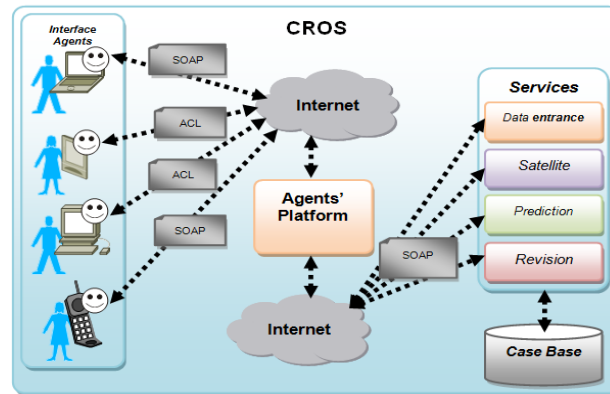 CROS
Interface
Agents
SOAP
ACL
ACL
SOAP
Internet
Agents'
Platform
Internet
SOAP
Services
Data entrance
Satellite
Prediction
Revision
Case Base